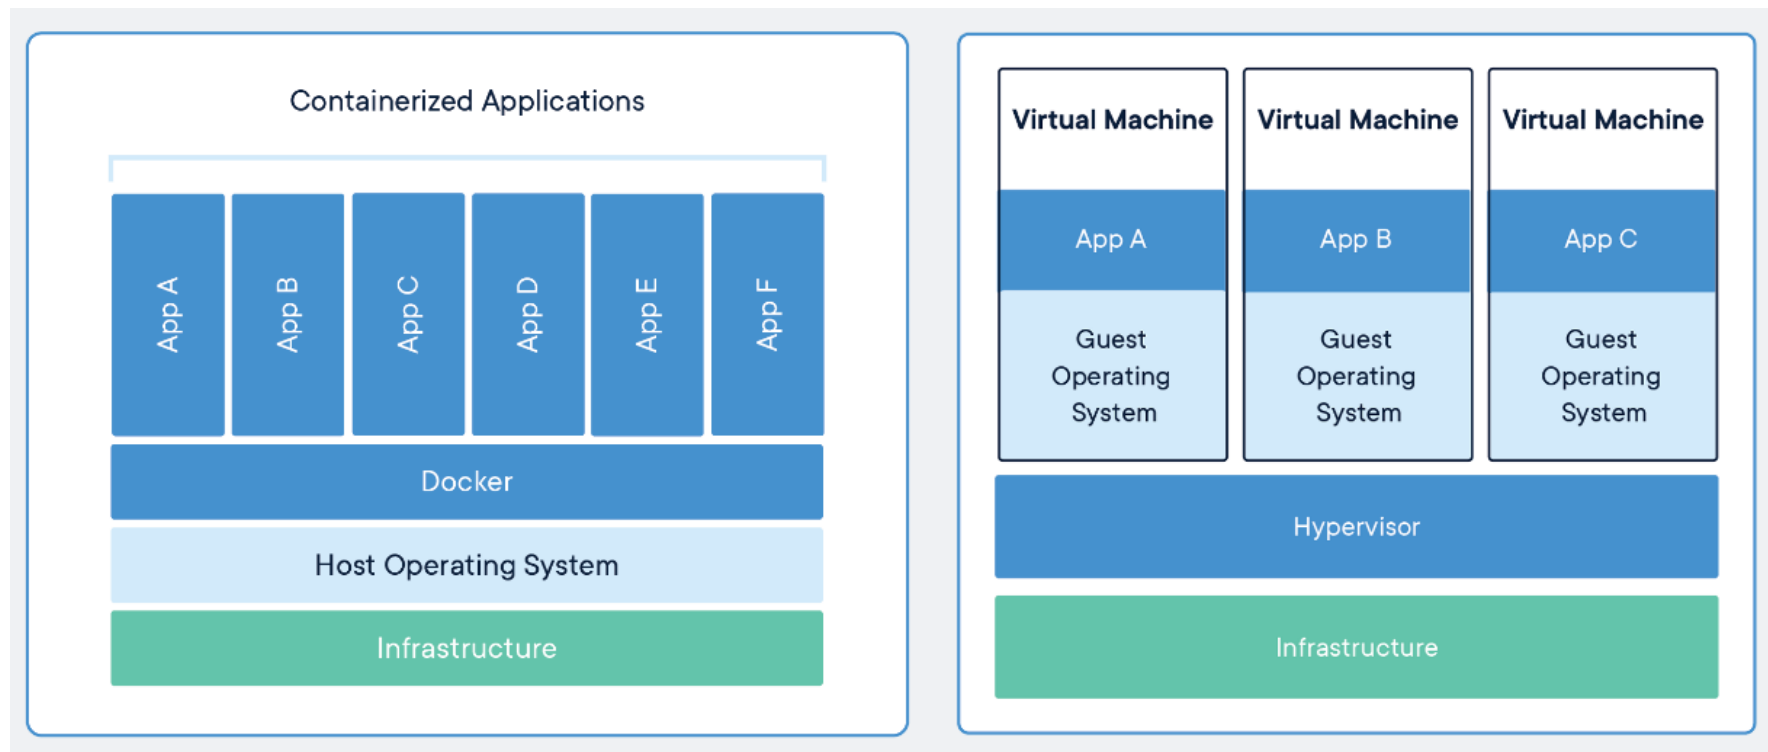 Containerized Applications
App A
App B
App C
App D
App E
App F
Docker
Host Operating System
Infrastructure
Virtual Machine
App A
Guest
Operating
System
Virtual Machine
App B
Guest
Operating
System
Virtual Machine
App C
Guest
Operating
System
Hypervisor
Infrastructure